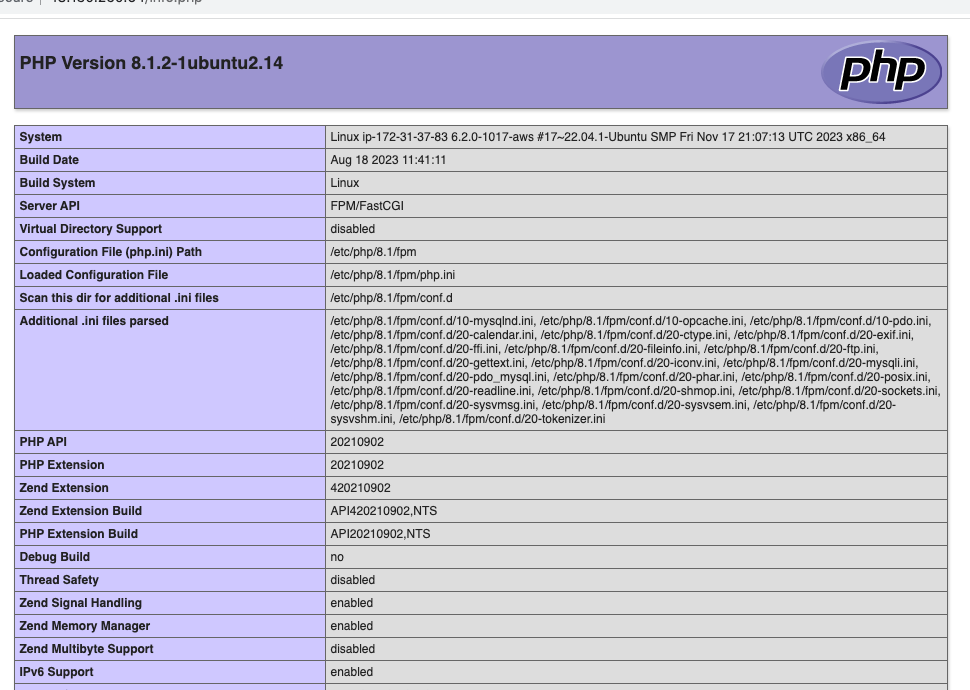 info.php
PHP Version 8.1.2-1ubuntu2.14
php
System Linux ip-172-31-37-83 6.2.0-1017-aws #17~22.04.1-Ubuntu SMP Fri Nov 17 21:07:13 UTC 2023 x86_64
Build Date Aug 18 2023 11:41:11
Build System Linux
Server API FPM/FastCGI
Virtual Directory Support disabled
Configuration File (php.ini) Path /etc/php/8.1/fpm
Loaded Configuration File /etc/php/8.1/fpm/php.ini
Scan this dir for additional .ini files /etc/php/8.1/fpm/conf.d
Additional .ini files parsed /etc/php/8.1/fpm/conf.d/10-mysqlnd.ini, /etc/php/8.1/fpm/conf.d/10-opcache.ini, /etc/php/8.1/fpm/conf.d/10-pdo.ini,
/etc/php/8.1/fpm/conf.d/20-calendar.ini, /etc/php/8.1/fpm/conf.d/20-ctype.ini, /etc/php/8.1/fpm/conf.d/20-exif.ini,
/etc/php/8.1/fpm/conf.d/20-ffi.ini, /etc/php/8.1/fpm/conf.d/20-fileinfo.ini, /etc/php/8.1/fpm/conf.d/20-ftp.ini,
/etc/php/8.1/fpm/conf.d/20-gettext.ini, /etc/php/8.1/fpm/conf.d/20-iconv.ini, /etc/php/8.1/fpm/conf.d/20-mysqli.ini,
/etc/php/8.1/fpm/conf.d/20-pdo_mysql.ini, /etc/php/8.1/fpm/conf.d/20-phar.ini, /etc/php/8.1/fpm/conf.d/20-posix.ini,
/etc/php/8.1/fpm/conf.d/20-readline.ini, /etc/php/8.1/fpm/conf.d/20-shmop.ini, /etc/php/8.1/fpm/conf.d/20-sockets.ini,
/etc/php/8.1/fpm/conf.d/20-sysvmsg.ini, /etc/php/8.1/fpm/conf.d/20-sysvsem.ini, /etc/php/8.1/fpm/conf.d/20-
sysvshm.ini, /etc/php/8.1/fpm/conf.d/20-tokenizer.ini
PHP API 20210902
PHP Extension 20210902
Zend Extension 420210902
Zend Extension Build API420210902,NTS
PHP Extension Build API20210902,NTS
Debug Build no
Thread Safety disabled
Zend Signal Handling enabled
Zend Memory Manager enabled
Zend Multibyte Support disabled
IPv6 Support enabled